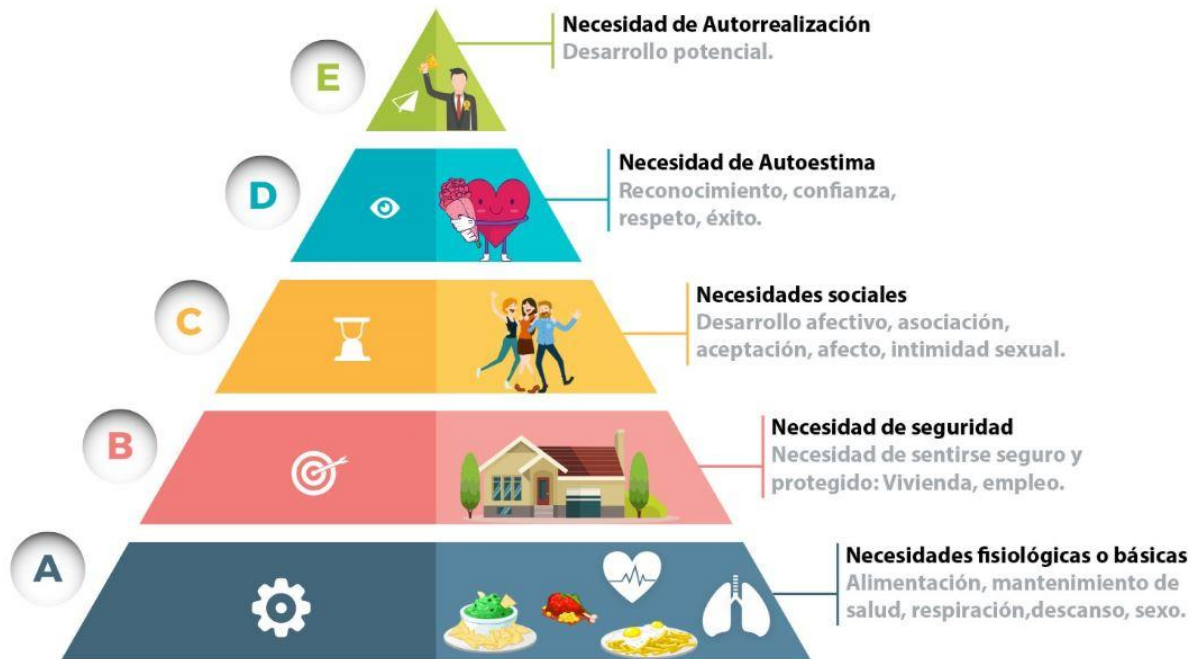 E
Necesidad de Autorrealización
Desarrollo potencial.
D
Necesidad de Autoestima
Reconocimiento, confianza,
respeto, éxito.
C
Necesidades sociales
Desarrollo afectivo, asociación,
aceptación, afecto, intimidad sexual.
B
Necesidad de seguridad
Necesidad de sentirse seguro y
protegido: Vivienda, empleo.
A
Necesidades fisiológicas o básicas
Alimentación, mantenimiento de
salud, respiración,descanso, sexo.